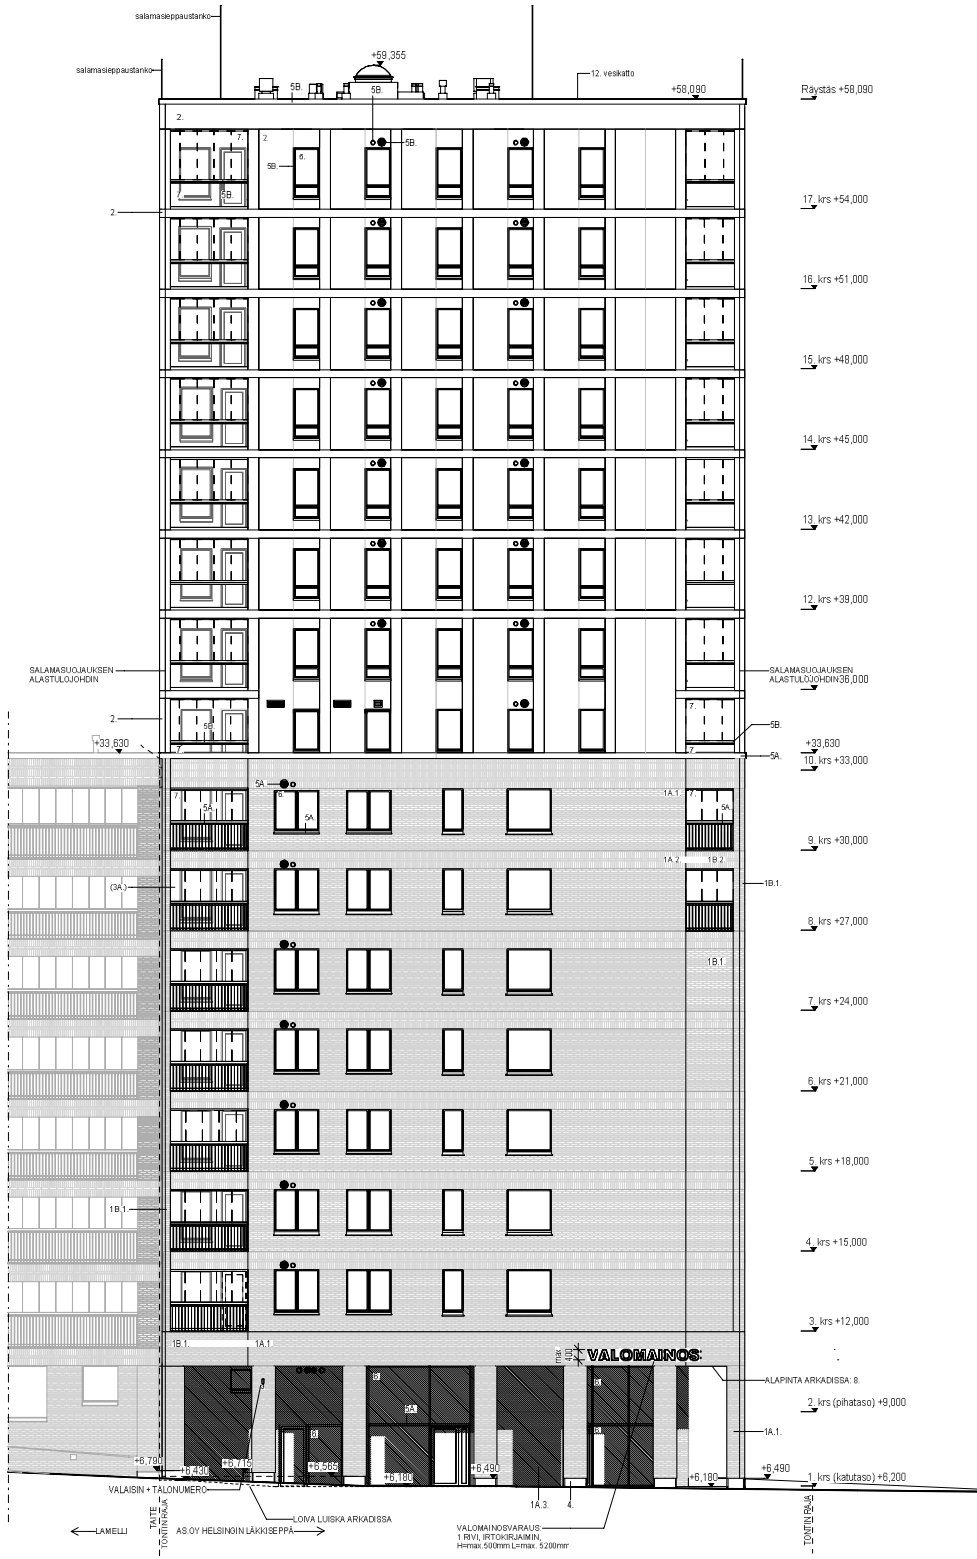 salamasieppaustanko
salamasieppaustanko
+59,355
12. vesikatto
5B.
5B.
+58,090
Räystäs +58,090
2.
7.
2.
6.
5B.
5B.
7.
5B.
17. krs +54,000
2.
16. krs +51,000
15. krs +48,000
14. krs +45,000
13. krs +42,000
12. krs +39,000
SALAMASUOJAUKSEN
ALASTULOJOHDIN
SALAMASUOJAUKSEN
ALASTULOJOHDIN 36,000
2.
5B.
7.
7.
5B.
7.
5A.
+33,630
+33,630
10. krs +33,000
7.
5A.
5A.
6.
5A.
1A.1.
7.
5A.
9. krs +30,000
1A.2.
1B.2.
(3A.)
1B.1.
8. krs +27,000
1B.1.
7. krs +24,000
6. krs +21,000
5. krs +18,000
1B.1.
4. krs +15,000
3. krs +12,000
1B.1.
1A.1.
max
400
VALOMAINOS
ALAPINTA ARKADISSA: 8.
6.
6.
5A.
2. krs (pihataso) +9,000
6.
6.
1A.1.
+6,790
+6,430
+6,715
+6,565
+6,180
+6,490
+6,180
+6,490
1. krs (katutaso) +6,200
VALAISIN + TALONUMERO
1A.3.
4.
LOIVA LUISKA ARKADISSA
TAITE
TONTIN RAJA
TONTIN RAJA
LAMELLI
AS.OY HELSINGIN LÄKKISEPPÄ
VALOMAINOSVARAUS:
1 RIVI, IRTOKIRJAIMIN,
H=max.500mm L=max. 5200mm